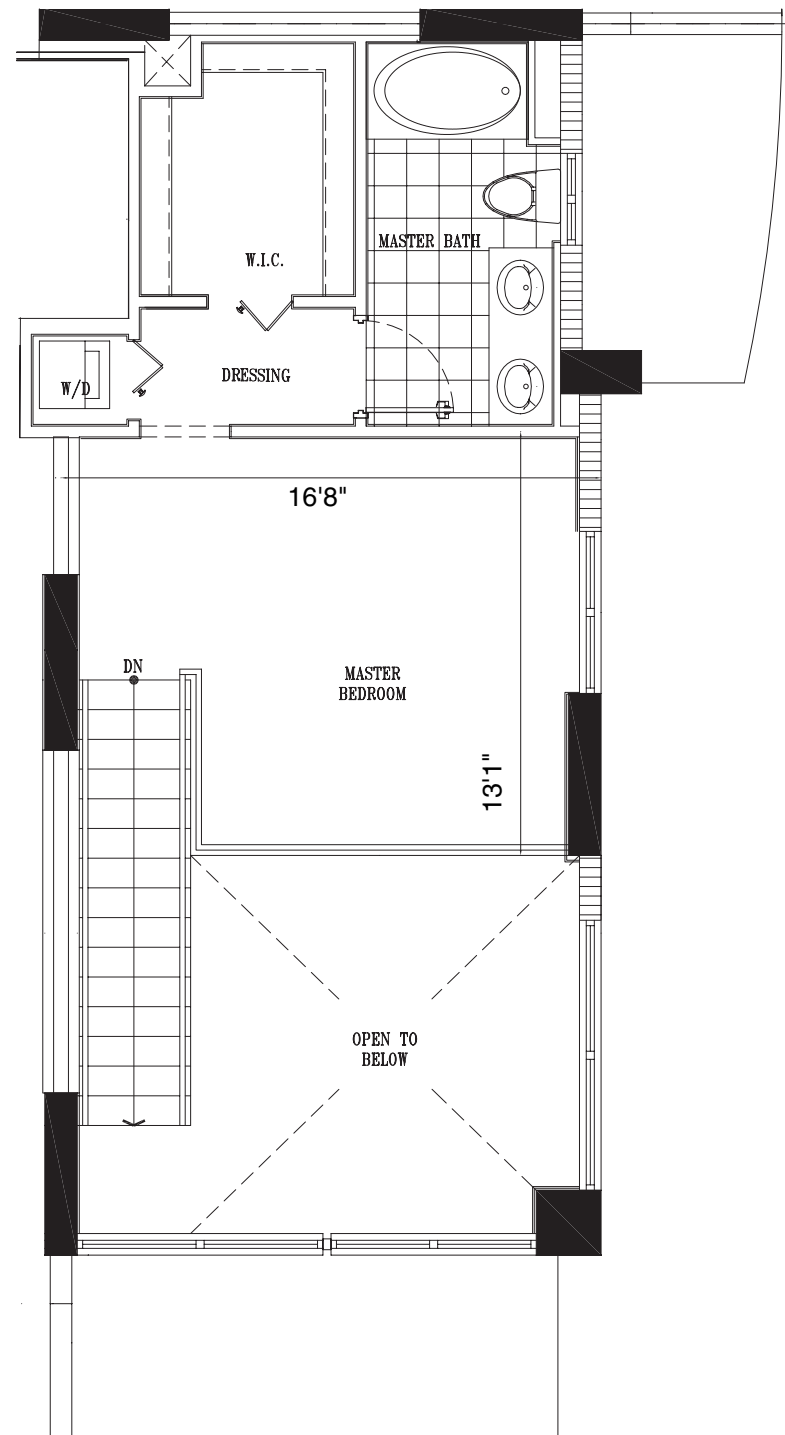 MASTER BATH
W.I.C.
DRESSING
W/D
16'8"
DN
MASTER
BEDROOM
13'1"
OPEN TO
BELOW